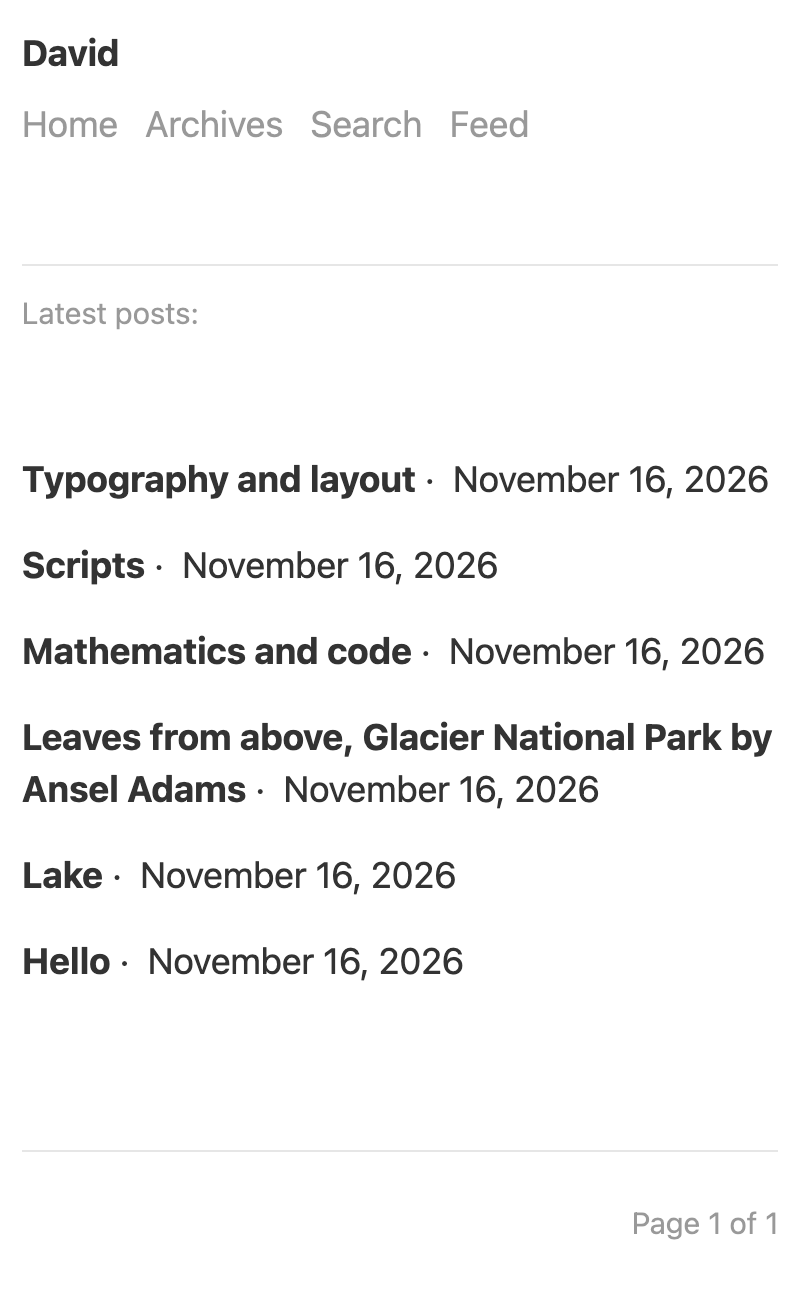 David
Home Archives Search Feed
Latest posts:
Typography and layout · November 16, 2026
Scripts · November 16, 2026
Mathematics and code · November 16, 2026
Leaves from above, Glacier National Park by
Ansel Adams · November 16, 2026
Lake · November 16, 2026
Hello · November 16, 2026
Page 1 of 1